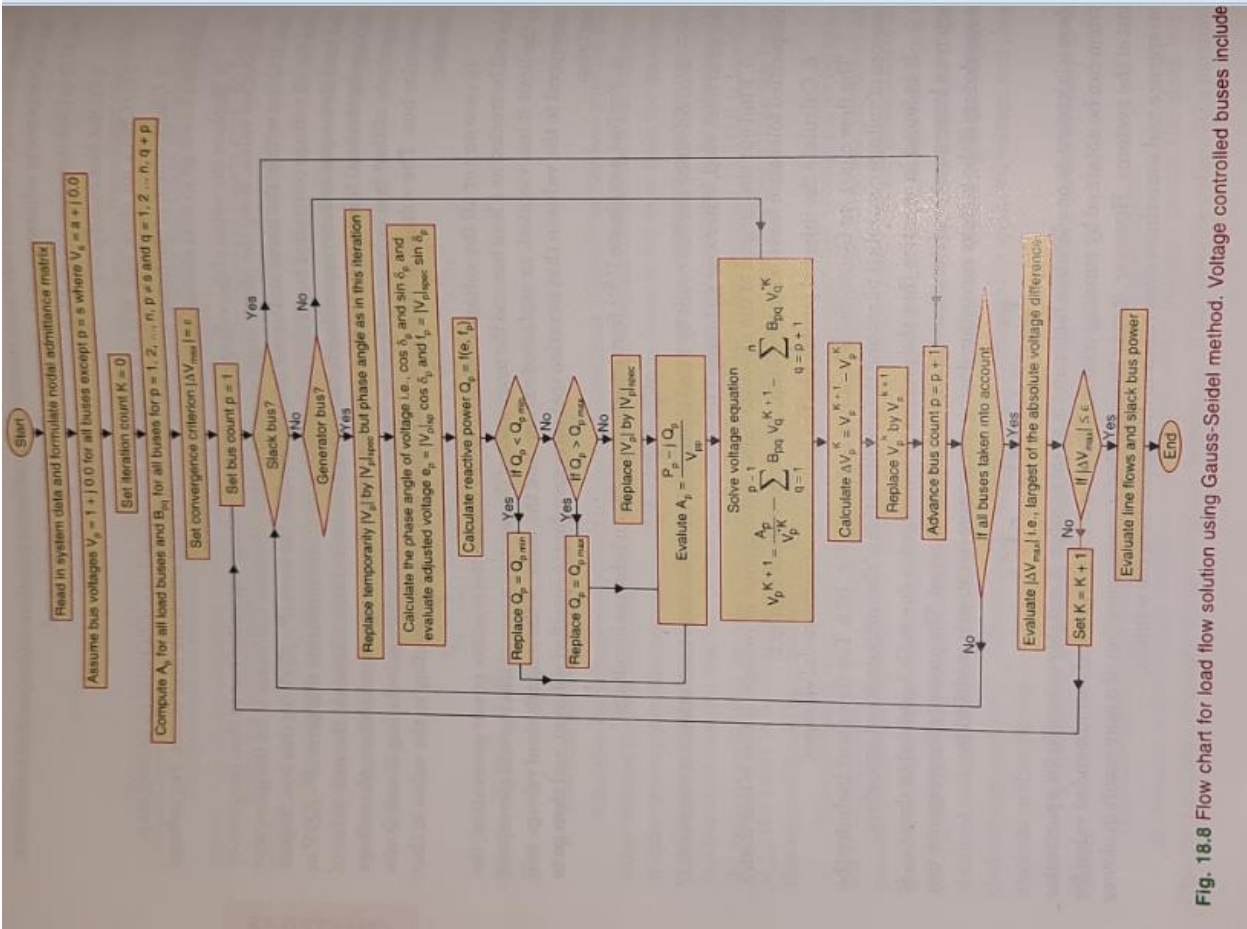 Start
Read in system data and formulate nodal admittance matrix
Assume bus voltages Vp = 1 + j 0.0 for all buses except p = s where Vs = a + j 0.0
Set iteration count K = 0
Compute Ap for all load buses and Bpq for all buses for p = 1, 2, ... n, p ≠ s and q = 1, 2 ... n, q + p
Set convergence criterion |ΔVmax| = ε
Set bus count p = 1
Slack bus?
Yes
No
Generator bus?
No
Yes
Replace temporarily |Vp| by |Vp|spec but phase angle as in this iteration
Calculate the phase angle of voltage i.e., cos δp and sin δp and
evaluate adjusted voltage ep = |Vp|sp cos δp and fp = |Vp|spec sin δp
Calculate reactive power Qp = f(e, fp)
If Qp < Qp min
Yes
Replace Qp = Qp min
No
If Qp > Qp max
Yes
Replace Qp = Qp max
No
Replace |Vp| by |Vp|spec
Evalute Ap = Pp – j Qp / Vpp
Solve voltage equation
Vp K + 1 = Ap / Vp*K – p – 1 ∑ q = 1 Bpq Vq K + 1 – n ∑ q = p + 1 Bpq Vq*K
Calculate ΔVp K = Vp K + 1 – Vp K
Replace Vp k by Vp k + 1
Advance bus count p = p + 1
If all buses taken into account
No
Yes
Evaluate |ΔVmax| i.e., largest of the absolute voltage difference
If |ΔVmax| ≤ ε
No
Set K = K + 1
Yes
Evaluate line flows and slack bus power
End
Fig. 18.8 Flow chart for load flow solution using Gauss-Seidel method. Voltage controlled buses include